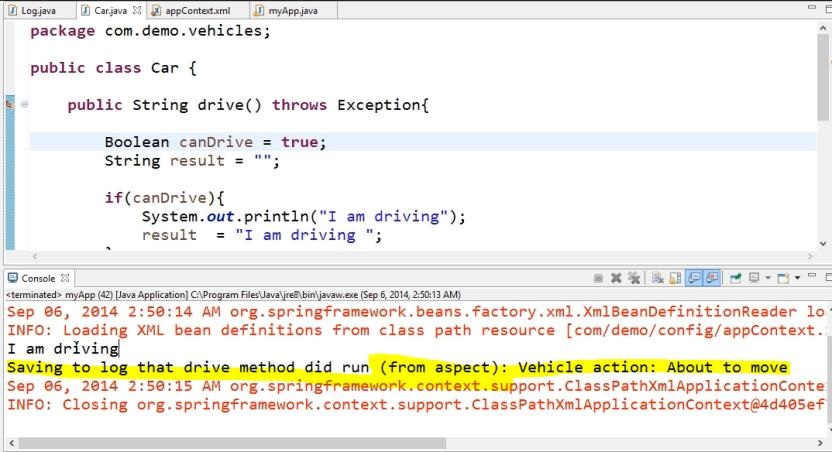 Log.java Car.java appContext.xml myApp.java
package com.demo.vehicles;
public class Car {
public String drive() throws Exception{
Boolean canDrive = true;
String result = "";
if(canDrive){
System.out.println("I am driving");
result = "I am driving ";
Console
<terminated> myApp (42) [Java Application] C:\Program Files\Java\jre8\bin\javaw.exe (Sep 6, 2014, 2:50:13 AM)
Sep 06, 2014 2:50:14 AM org.springframework.beans.factory.xml.XmlBeanDefinitionReader lo
INFO: Loading XML bean definitions from class path resource [com/demo/config/appContext.
I am driving
Saving to log that drive method did run (from aspect): Vehicle action: About to move
Sep 06, 2014 2:50:15 AM org.springframework.context.support.ClassPathXmlApplicationConte
INFO: Closing org.springframework.context.support.ClassPathXmlApplicationContext@4d405ef